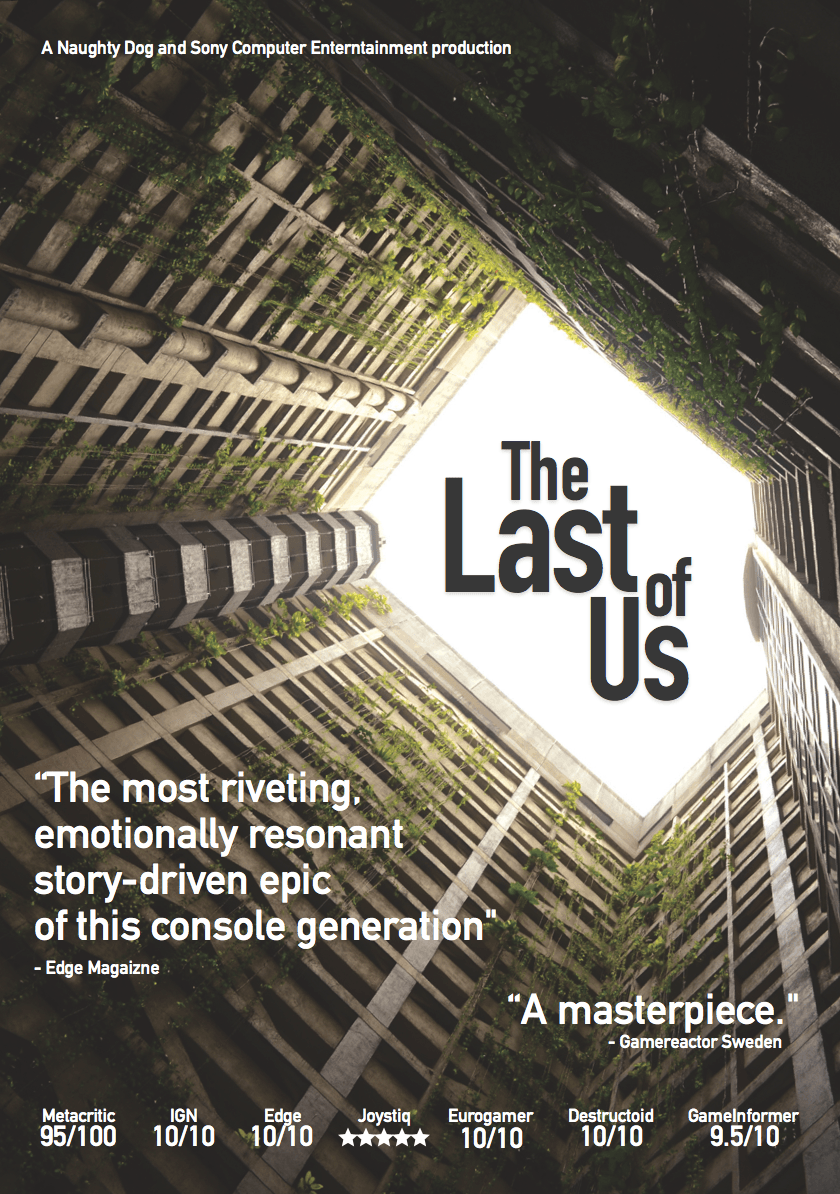 A Naughty Dog and Sony Computer Enterntainment production
The
Last
of
Us
“The most riveting,
emotionally resonant
story-driven epic
of this console generation"
- Edge Magaizne
“A masterpiece."
- Gamereactor Sweden
Metacritic IGN Edge Joystiq Eurogamer Destructoid GameInformer
95/100 10/10 10/10 ★★★★★ 10/10 10/10 9.5/10